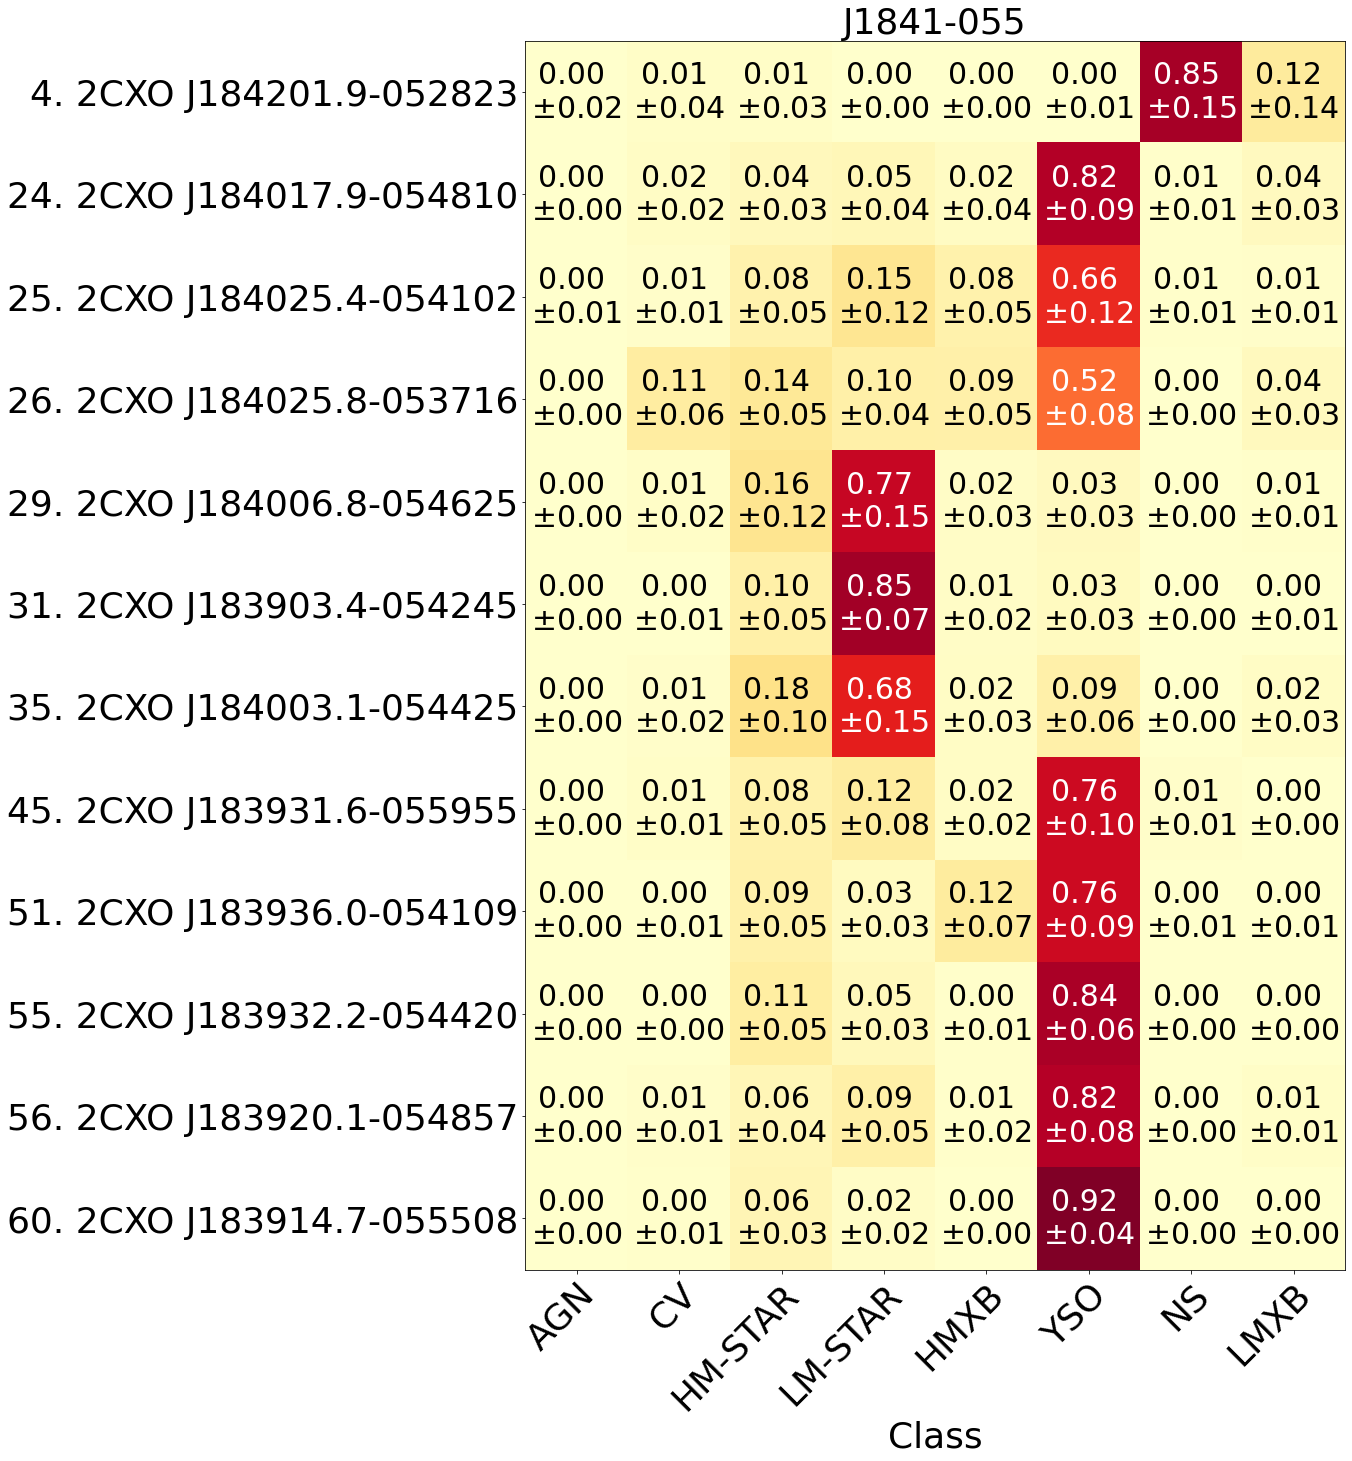 J1841-055
4. 2CXO J184201.9-052823
0.00 0.01 0.01 0.00 0.00 0.00 0.85 0.12
±0.02 ±0.04 ±0.03 ±0.00 ±0.00 ±0.01 ±0.15 ±0.14
24. 2CXO J184017.9-054810
0.00 0.02 0.04 0.05 0.02 0.82 0.01 0.04
±0.00 ±0.02 ±0.03 ±0.04 ±0.04 ±0.09 ±0.01 ±0.03
25. 2CXO J184025.4-054102
0.00 0.01 0.08 0.15 0.08 0.66 0.01 0.01
±0.01 ±0.01 ±0.05 ±0.12 ±0.05 ±0.12 ±0.01 ±0.01
26. 2CXO J184025.8-053716
0.00 0.11 0.14 0.10 0.09 0.52 0.00 0.04
±0.00 ±0.06 ±0.05 ±0.04 ±0.05 ±0.08 ±0.00 ±0.03
29. 2CXO J184006.8-054625
0.00 0.01 0.16 0.77 0.02 0.03 0.00 0.01
±0.00 ±0.02 ±0.12 ±0.15 ±0.03 ±0.03 ±0.00 ±0.01
31. 2CXO J183903.4-054245
0.00 0.00 0.10 0.85 0.01 0.03 0.00 0.00
±0.00 ±0.01 ±0.05 ±0.07 ±0.02 ±0.03 ±0.00 ±0.01
35. 2CXO J184003.1-054425
0.00 0.01 0.18 0.68 0.02 0.09 0.00 0.02
±0.00 ±0.02 ±0.10 ±0.15 ±0.03 ±0.06 ±0.00 ±0.03
45. 2CXO J183931.6-055955
0.00 0.01 0.08 0.12 0.02 0.76 0.01 0.00
±0.00 ±0.01 ±0.05 ±0.08 ±0.02 ±0.10 ±0.01 ±0.00
51. 2CXO J183936.0-054109
0.00 0.00 0.09 0.03 0.12 0.76 0.00 0.00
±0.00 ±0.01 ±0.05 ±0.03 ±0.07 ±0.09 ±0.01 ±0.01
55. 2CXO J183932.2-054420
0.00 0.00 0.11 0.05 0.00 0.84 0.00 0.00
±0.00 ±0.00 ±0.05 ±0.03 ±0.01 ±0.06 ±0.00 ±0.00
56. 2CXO J183920.1-054857
0.00 0.01 0.06 0.09 0.01 0.82 0.00 0.01
±0.00 ±0.01 ±0.04 ±0.05 ±0.02 ±0.08 ±0.00 ±0.01
60. 2CXO J183914.7-055508
0.00 0.00 0.06 0.02 0.00 0.92 0.00 0.00
±0.00 ±0.01 ±0.03 ±0.02 ±0.00 ±0.04 ±0.00 ±0.00
AGN CV HM-STAR LM-STAR HMXB YSO NS LMXB
Class